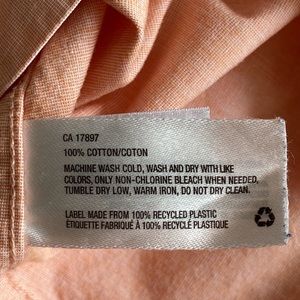 CA 17897
100% COTTON/COTON
MACHINE WASH COLD, WASH AND DRY WITH LIKE
COLORS, ONLY NON-CHLORINE BLEACH WHEN NEEDED,
TUMBLE DRY LOW, WARM IRON, DO NOT DRY CLEAN.
LABEL MADE FROM 100% RECYCLED PLASTIC
ÉTIQUETTE FABRIQUÉ À 100% RECYCLÉ PLASTIQUE